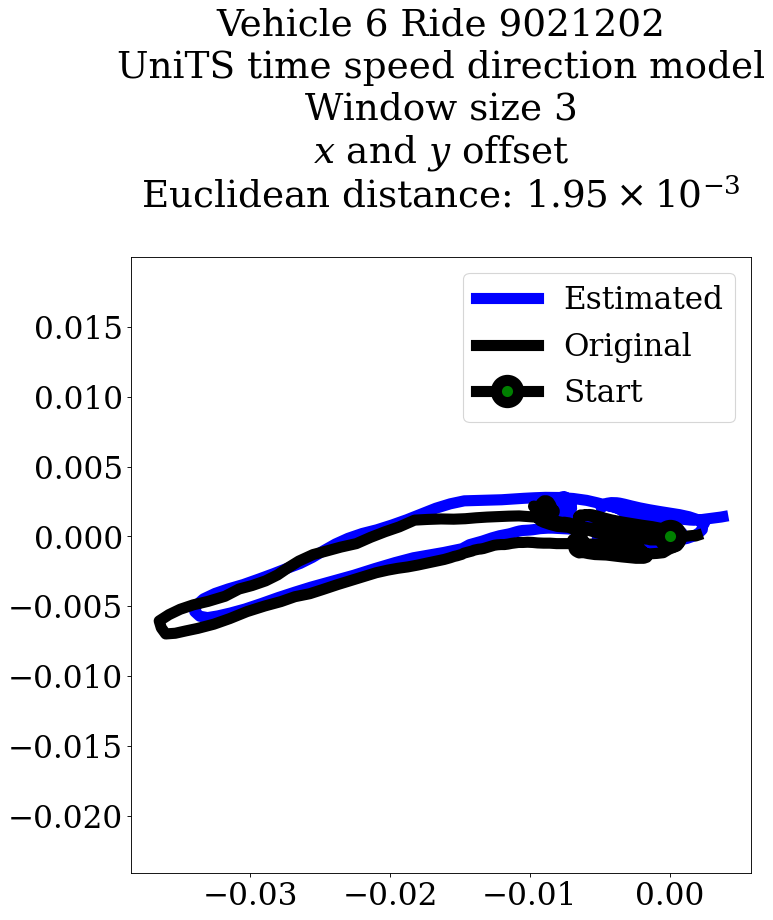 Vehicle 6 Ride 9021202
UniTS time speed direction model
Window size 3
x and y offset
Euclidean distance: 1.95 × 10⁻³
Estimated
Original
Start
0.015
0.010
0.005
0.000
−0.005
−0.010
−0.015
−0.020
−0.03 −0.02 −0.01 0.00